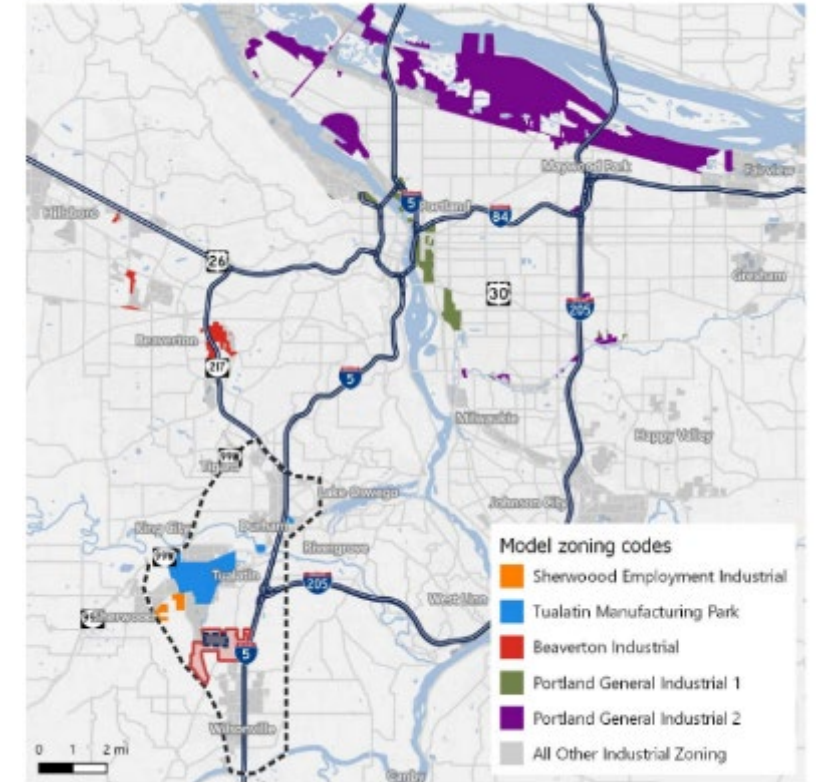 Maywood Park
Fairview
5
Portland
84
Hillsboro
26
Gresham
30
205
Beaverton
217
5
Milwaukie
Happy Valley
99W
Tigard
Lake Oswego
Johnson City
King City
Durham
Rivergrove
99W
Tualatin
205
West Linn
Sherwood
5
Wilsonville
Canby
0 1 2 mi
Model zoning codes
Sherwoood Employment Industrial
Tualatin Manufacturing Park
Beaverton Industrial
Portland General Industrial 1
Portland General Industrial 2
All Other Industrial Zoning